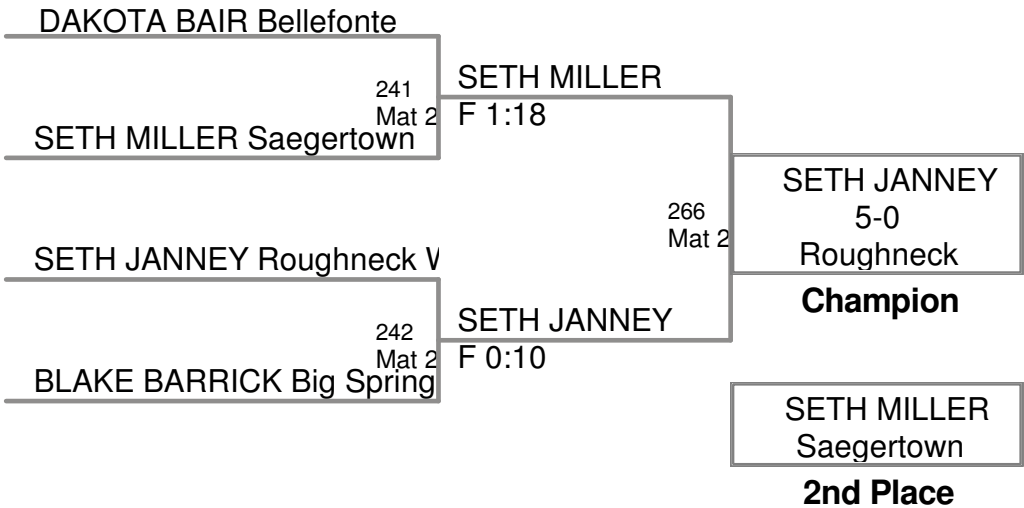 DAKOTA BAIR Bellefonte
241
Mat 2
SETH MILLER Saegertown
SETH MILLER
F 1:18
SETH JANNEY Roughneck
242
Mat 2
BLAKE BARRICK Big Spring
SETH JANNEY
F 0:10
266
Mat 2
SETH JANNEY
5-0
Roughneck
Champion
SETH MILLER
Saegertown
2nd Place